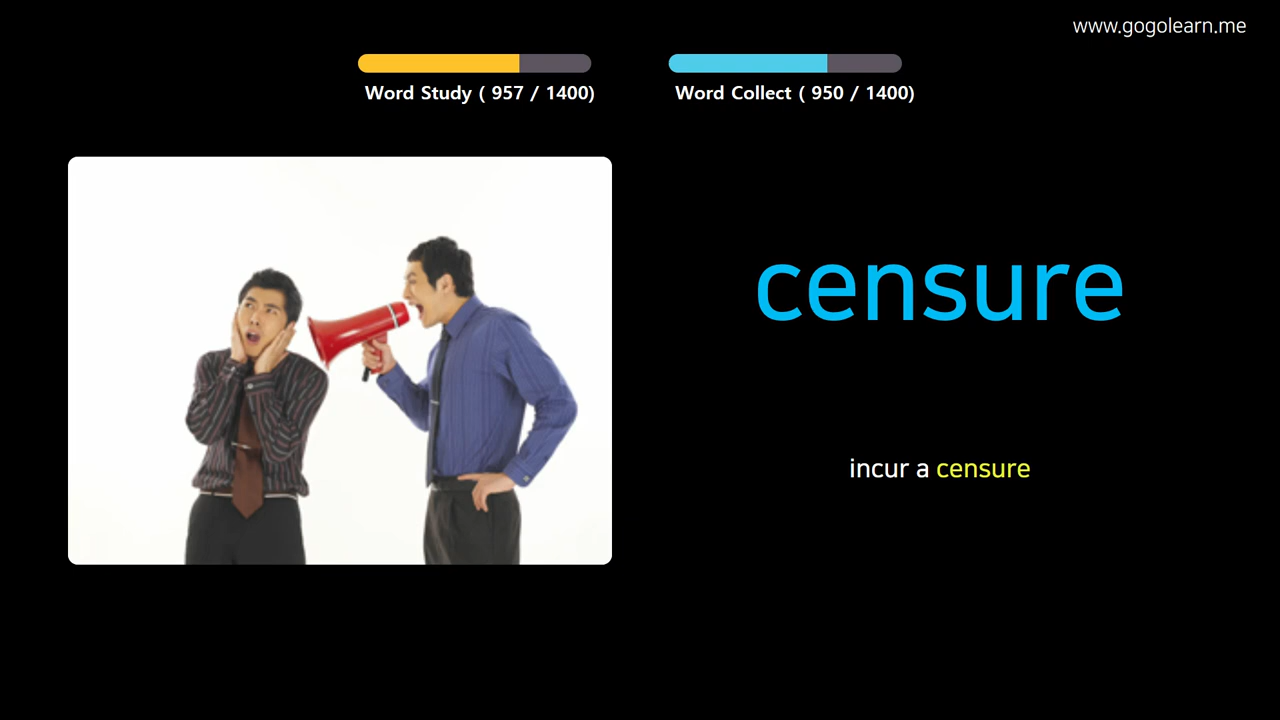 www.gogolearn.me
Word Study ( 957 / 1400)
Word Collect ( 950 / 1400)
censure
incur a censure